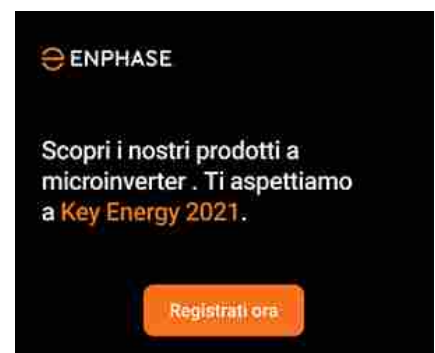 ENPHASE
Scopri i nostri prodotti a
microinverter . Ti aspettiamo
a Key Energy 2021.
Registrati ora